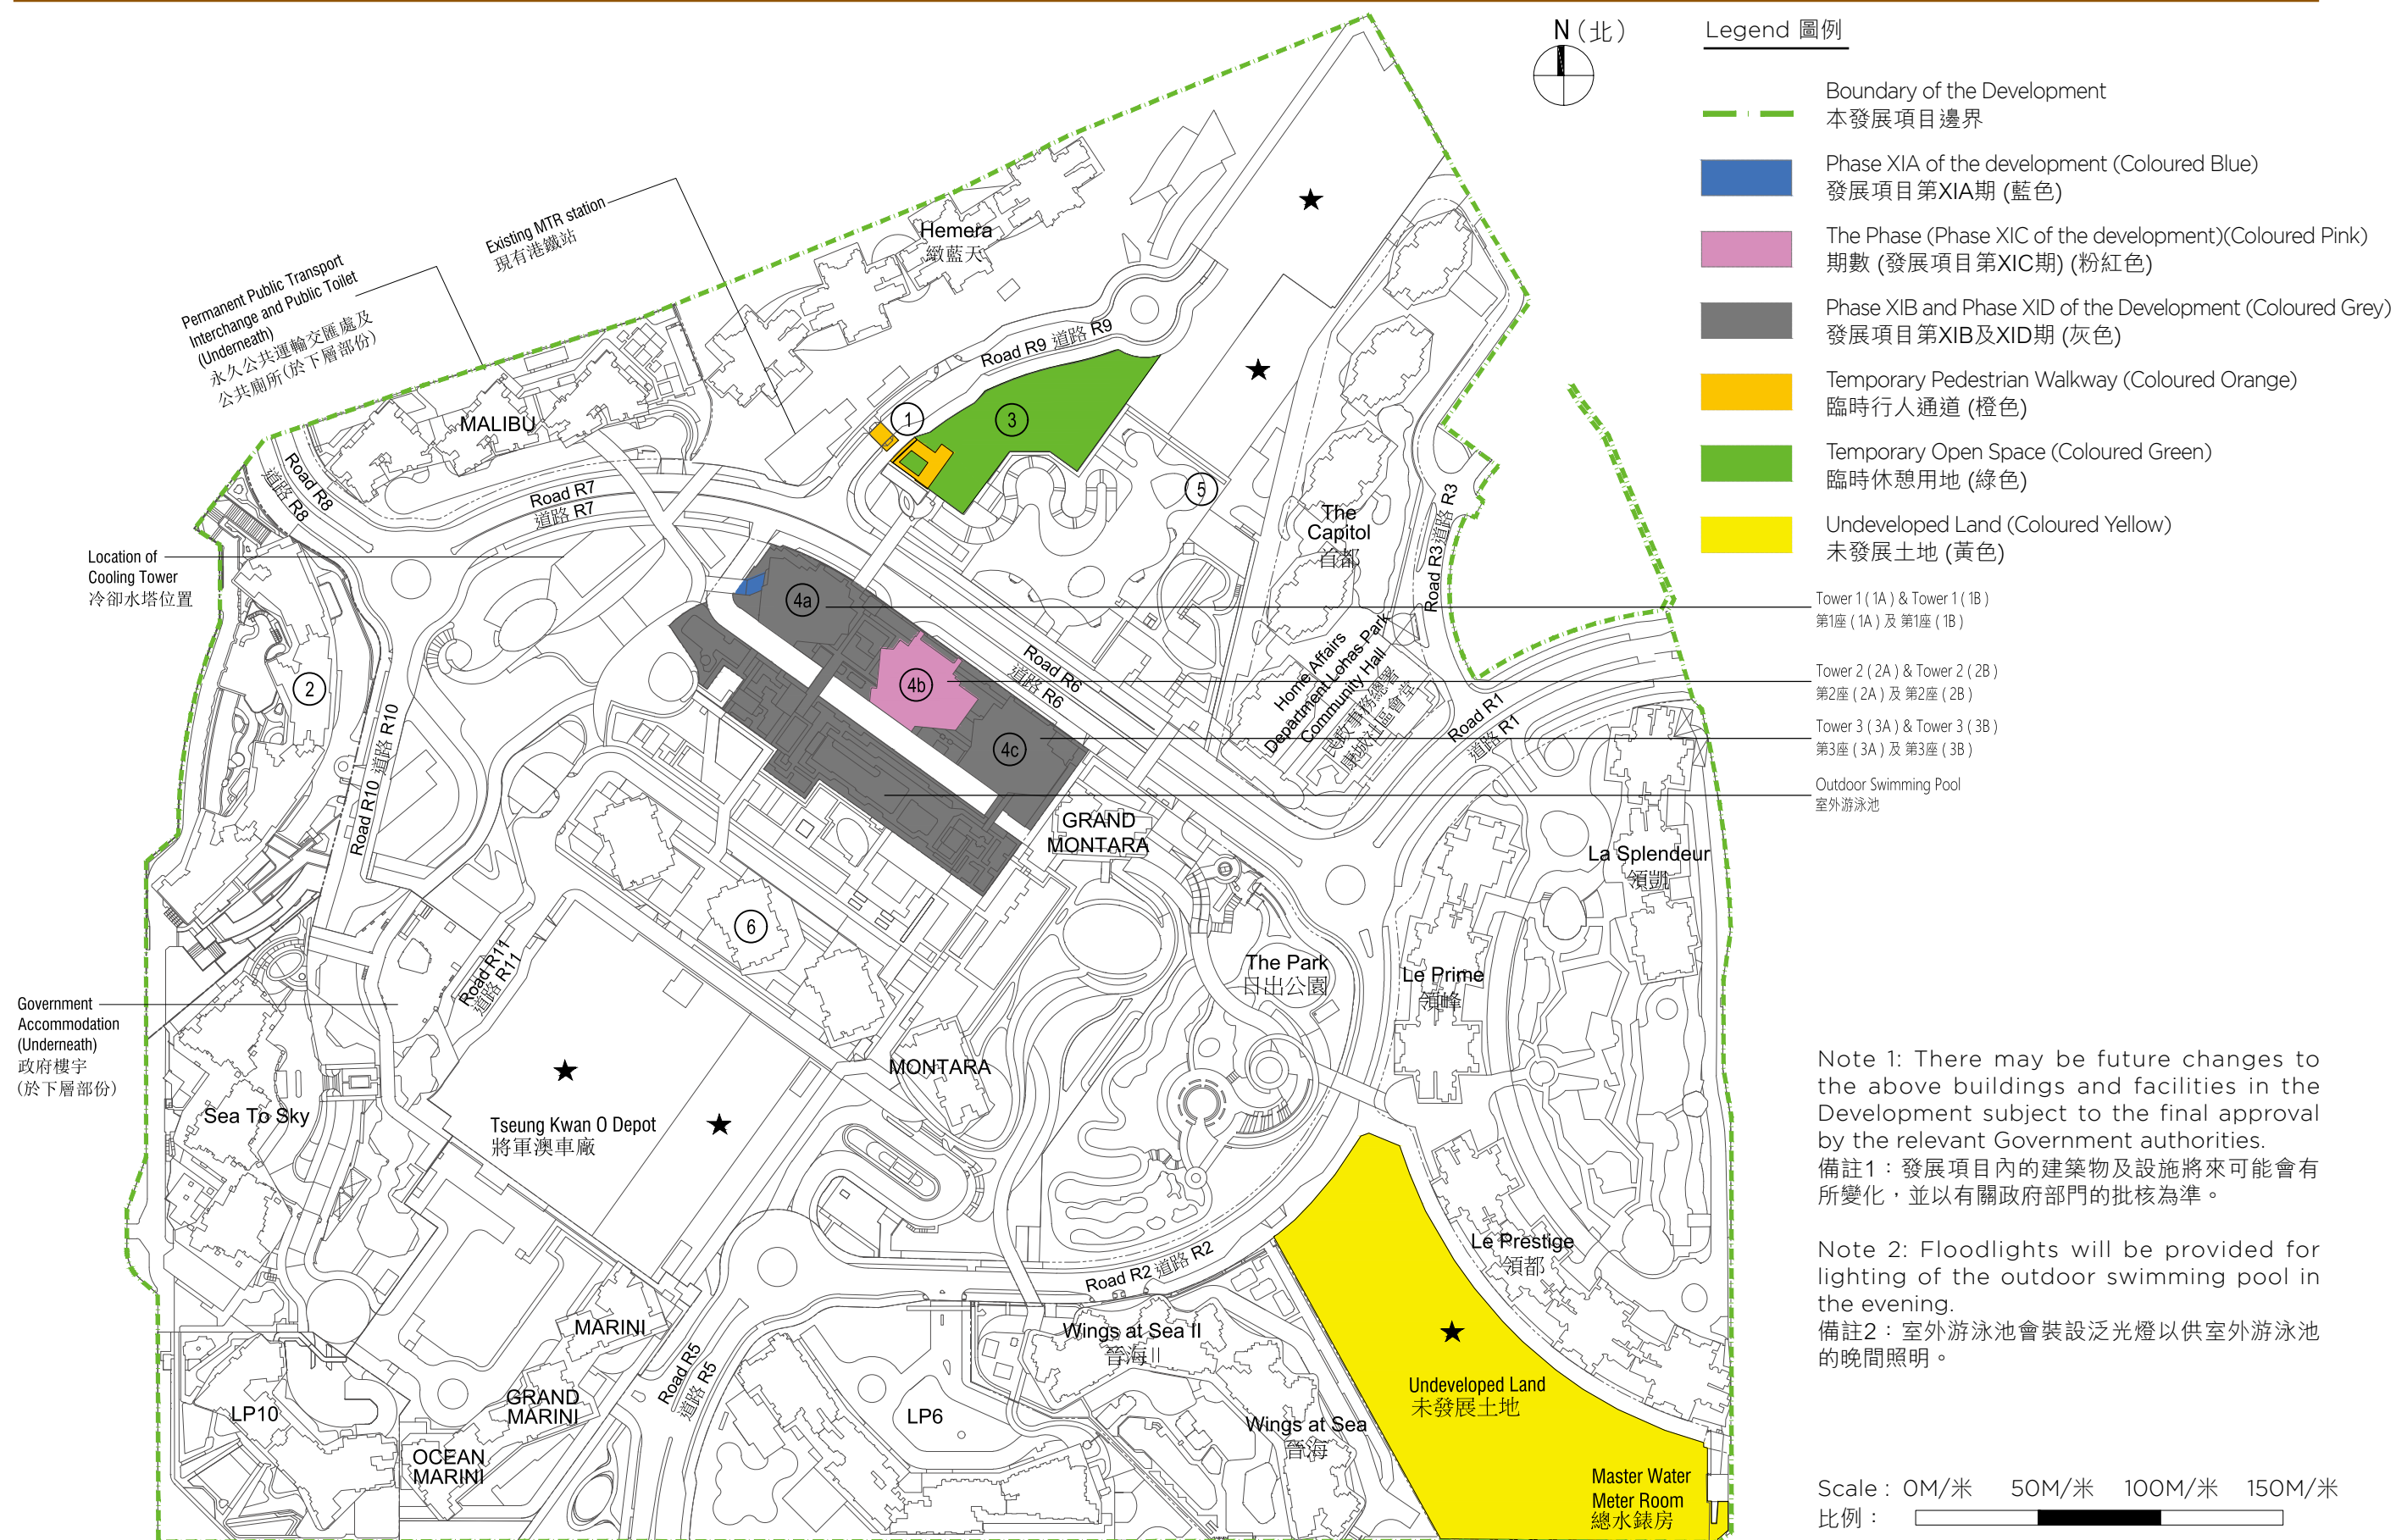 N (北)
Legend 圖例
Boundary of the Development
本發展項目邊界
Phase XIA of the development (Coloured Blue)
發展項目第XIA期 (藍色)
The Phase (Phase XIC of the development)(Coloured Pink)
期數 (發展項目第XIC期) (粉紅色)
Phase XIB and Phase XID of the Development (Coloured Grey)
發展項目第XIB及XID期 (灰色)
Temporary Pedestrian Walkway (Coloured Orange)
臨時行人通道 (橙色)
Temporary Open Space (Coloured Green)
臨時休憩用地 (綠色)
Undeveloped Land (Coloured Yellow)
未發展土地 (黃色)
Tower 1 ( 1A ) & Tower 1 ( 1B )
第1座 ( 1A ) 及 第1座 ( 1B )
Tower 2 ( 2A ) & Tower 2 ( 2B )
第2座 ( 2A ) 及 第2座 ( 2B )
Tower 3 ( 3A ) & Tower 3 ( 3B )
第3座 ( 3A ) 及 第3座 ( 3B )
Outdoor Swimming Pool
室外游泳池
Existing MTR station
現有港鐵站
Permanent Public Transport
Interchange and Public Toilet
(Underneath)
永久公共運輸交匯處及
公共廁所(於下層部份)
Hemera
緻藍天
MALIBU
Road R9 道路 R9
1
3
5
Road R8
道路 R8
Road R7
道路 R7
The
Capitol
首都
Road R3 道路 R3
Location of
Cooling Tower
冷卻水塔位置
4a
4b
4c
2
Road R6
道路 R6
Home Affairs
Department Lohas Park
Community Hall
民政事務總署
康城社區會堂
Road R1
道路 R1
Road R10 道路 R10
GRAND
MONTARA
La Splendeur
領凱
6
Road R11
道路 R11
The Park
日出公園
Le Prime
領峰
Government
Accommodation
(Underneath)
政府樓宇
(於下層部份)
MONTARA
Sea To Sky
Tseung Kwan O Depot
將軍澳車廠
Le Prestige
領都
Road R2 道路 R2
MARINI
Wings at Sea II
晉海II
Road R5
道路 R5
GRAND
MARINI
LP10
LP6
OCEAN
MARINI
Wings at Sea
晉海
Undeveloped Land
未發展土地
Master Water
Meter Room
總水錶房
Note 1: There may be future changes to
the above buildings and facilities in the
Development subject to the final approval
by the relevant Government authorities.
備註1：發展項目內的建築物及設施將來可能會有
所變化，並以有關政府部門的批核為準。
Note 2: Floodlights will be provided for
lighting of the outdoor swimming pool in
the evening.
備註2：室外游泳池會裝設泛光燈以供室外游泳池
的晚間照明。
Scale : 0M/米 50M/米 100M/米 150M/米
比例：